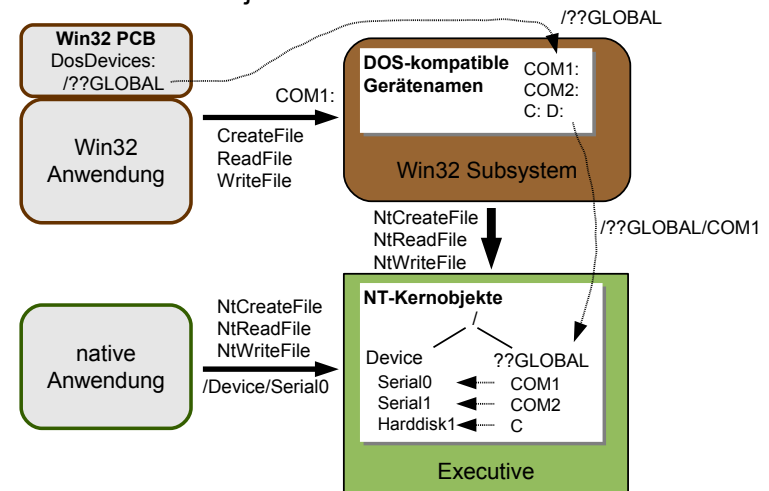 /??GLOBAL
Win32 PCB
DosDevices:
/??GLOBAL
DOS-kompatible
Gerätenamen
COM1:
COM2:
C: D:
COM1:
CreateFile
ReadFile
WriteFile
Win32
Anwendung
Win32 Subsystem
NtCreateFile
NtReadFile
NtWriteFile
/??GLOBAL/COM1
NT-Kernobjekte
/
NtCreateFile
NtReadFile
NtWriteFile
/Device/Serial0
native
Anwendung
Device
??GLOBAL
Serial0
COM1
Serial1
COM2
Harddisk1
C
Executive